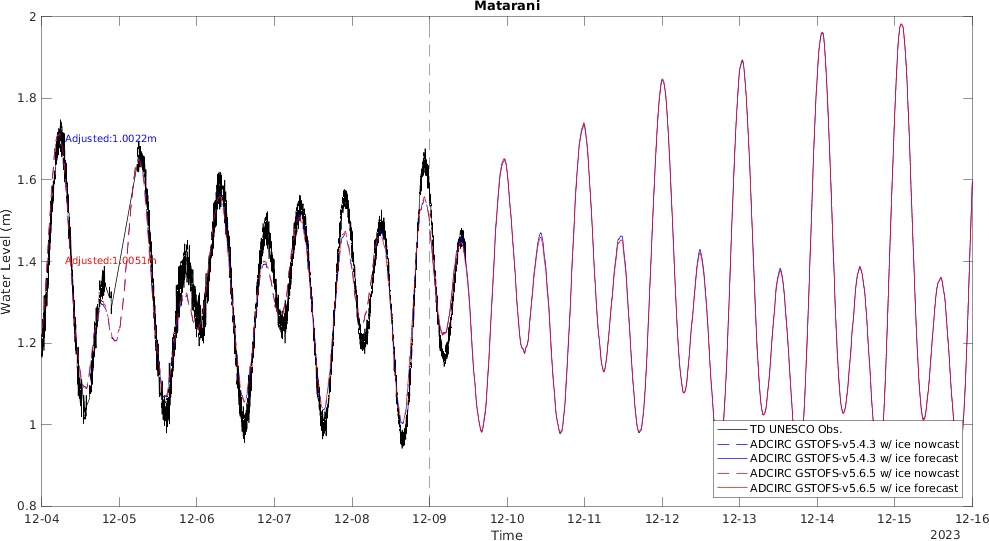 Matarani
2
1.8
1.6
1.4
1.2
1
0.8
Water Level (m)
Adjusted:1.0022m
Adjusted:1.0051m
TD UNESCO Obs.
ADCIRC GSTOFS-v5.4.3 w/ ice nowcast
ADCIRC GSTOFS-v5.4.3 w/ ice forecast
ADCIRC GSTOFS-v5.6.5 w/ ice nowcast
ADCIRC GSTOFS-v5.6.5 w/ ice forecast
12-04 12-05 12-06 12-07 12-08 12-09 12-10 12-11 12-12 12-13 12-14 12-15 12-16
Time
2023